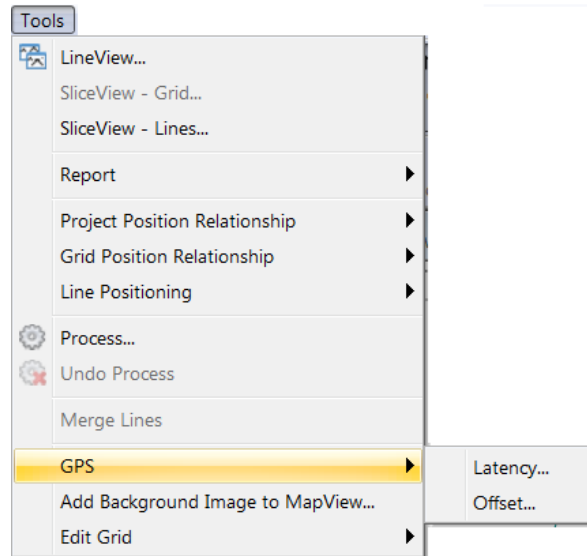 Tools
LineView...
SliceView - Grid...
SliceView - Lines...
Report
Project Position Relationship
Grid Position Relationship
Line Positioning
Process...
Undo Process
Merge Lines
GPS
Latency...
Add Background Image to MapView...
Offset...
Edit Grid